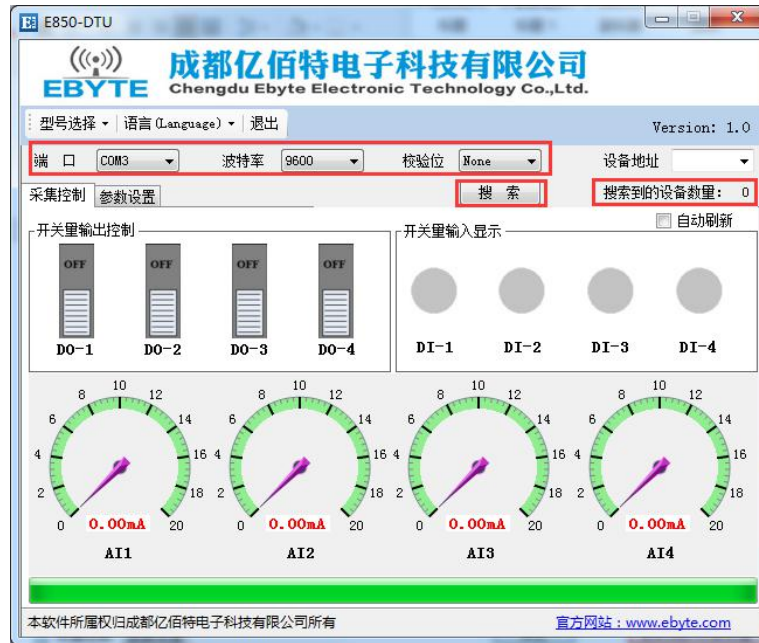 E850-DTU
成都亿佰特电子科技有限公司
EBYTE Chengdu Ebyte Electronic Technology Co.,Ltd.
型号选择 语言(Language) 退出 Version: 1.0
端 口 COM3 波特率 9600 校验位 None 设备地址
采集控制 参数设置 搜 索 搜索到的设备数量: 0
自动刷新
开关量输出控制 开关量输入显示
OFF OFF OFF OFF
DO-1 DO-2 DO-3 DO-4 DI-1 DI-2 DI-3 DI-4
8 10 12 8 10 12 8 10 12 8 10 12
6 14 6 14 6 14 6 14
4 16 4 16 4 16 4 16
2 18 2 18 2 18 2 18
0 0.00mA 20 0 0.00mA 20 0 0.00mA 20 0 0.00mA 20
AI1 AI2 AI3 AI4
本软件所属权归成都亿佰特电子科技有限公司所有 官方网站：www.ebyte.com